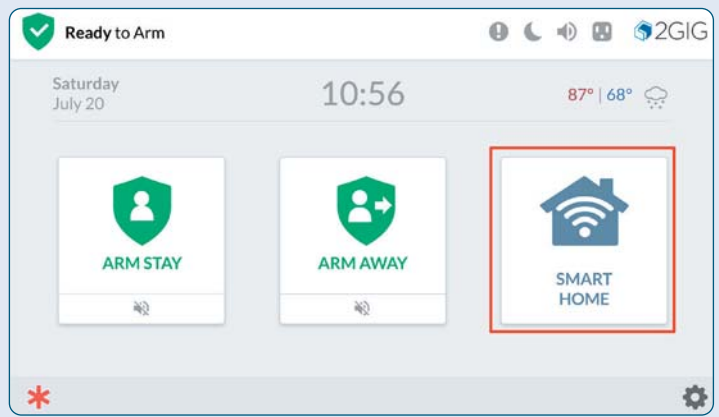 Ready to Arm
2GIG
Saturday
July 20
10:56
87° | 68°
ARM STAY
ARM AWAY
SMART
HOME